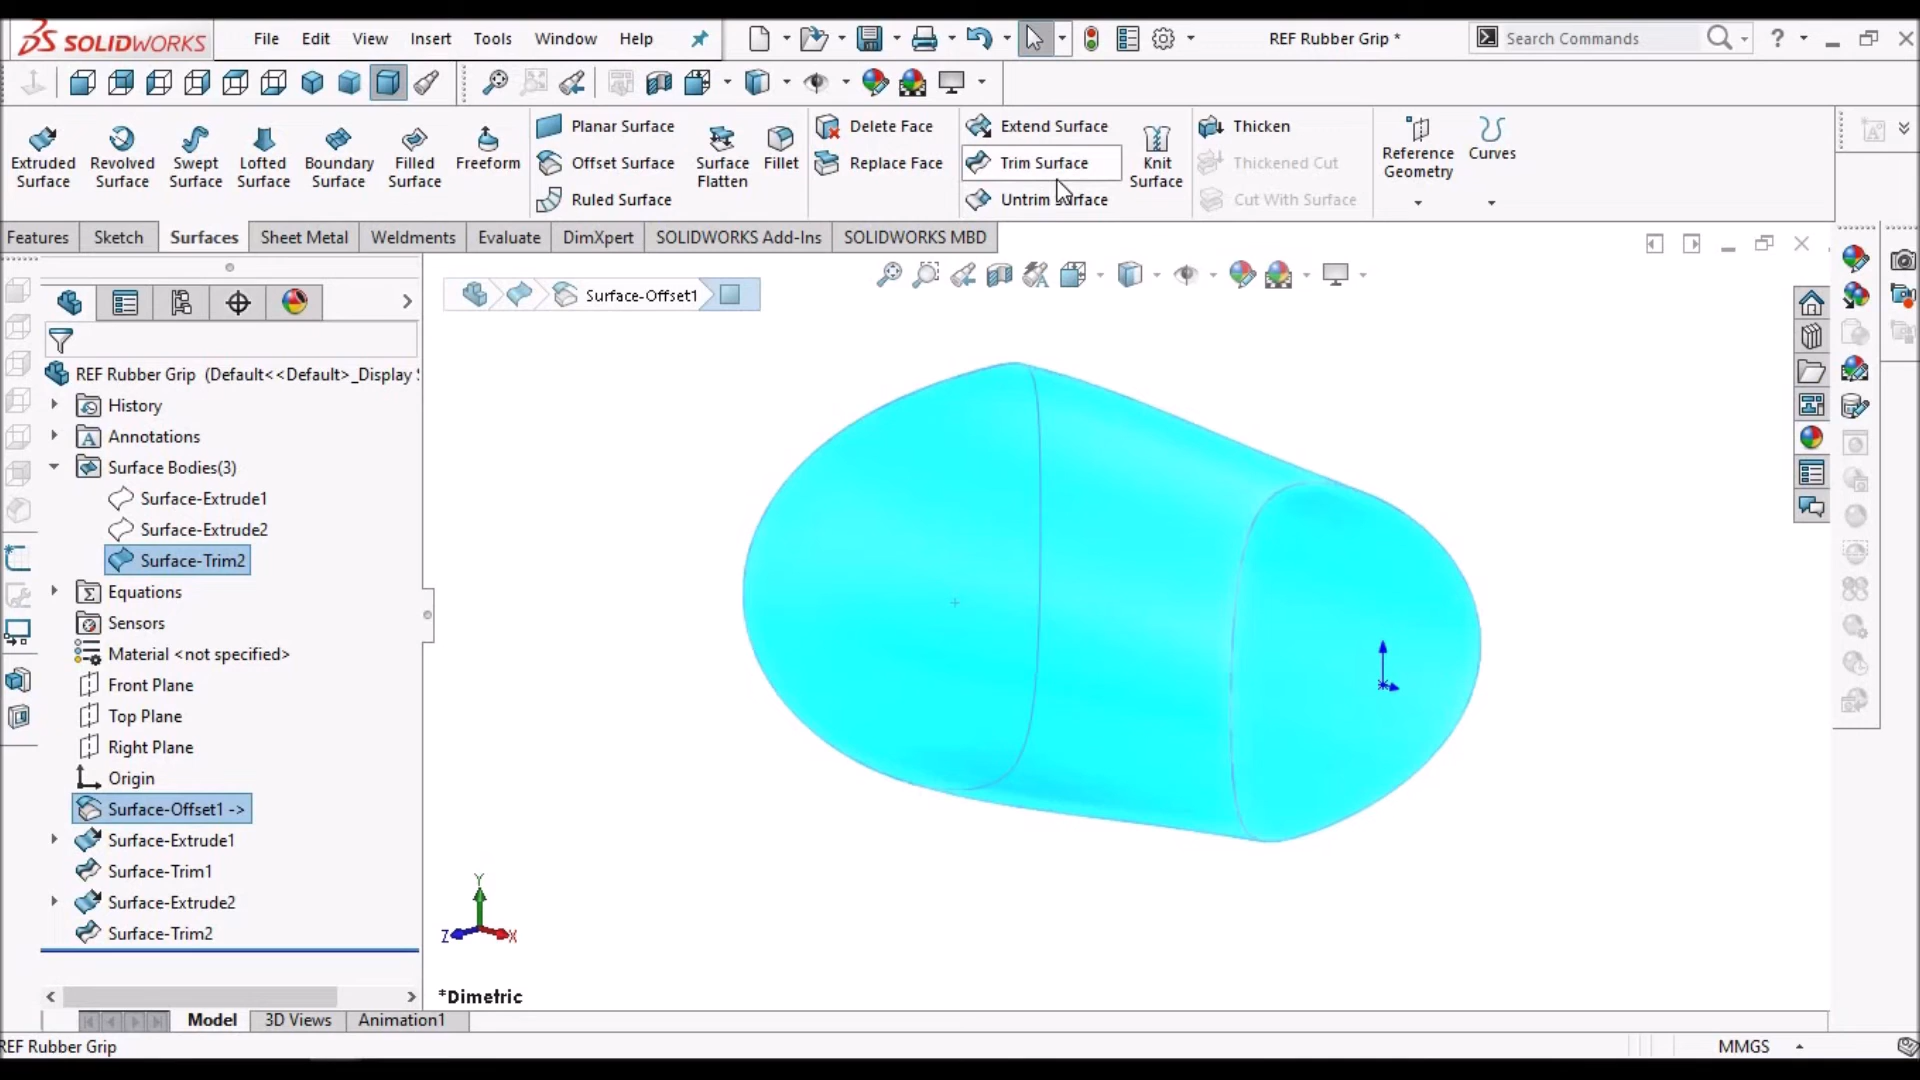 SOLIDWORKS File Edit View Insert Tools Window Help REF Rubber Grip * Search Commands ?
Extruded Surface
Revolved Surface
Swept Surface
Lofted Surface
Boundary Surface
Filled Surface
Freeform
Planar Surface
Offset Surface
Ruled Surface
Surface Flatten
Fillet
Delete Face
Replace Face
Extend Surface
Trim Surface
Untrim Surface
Knit Surface
Thicken
Thickened Cut
Cut With Surface
Reference Geometry
Curves
Features Sketch Surfaces Sheet Metal Weldments Evaluate DimXpert SOLIDWORKS Add-Ins SOLIDWORKS MBD
Surface-Offset1
REF Rubber Grip (Default<<Default>_Display
History
Annotations
Surface Bodies(3)
Surface-Extrude1
Surface-Extrude2
Surface-Trim2
Equations
Sensors
Material <not specified>
Front Plane
Top Plane
Right Plane
Origin
Surface-Offset1 ->
Surface-Extrude1
Surface-Trim1
Surface-Extrude2
Surface-Trim2
Y
Z X
*Dimetric
Model 3D Views Animation1
REF Rubber Grip MMGS